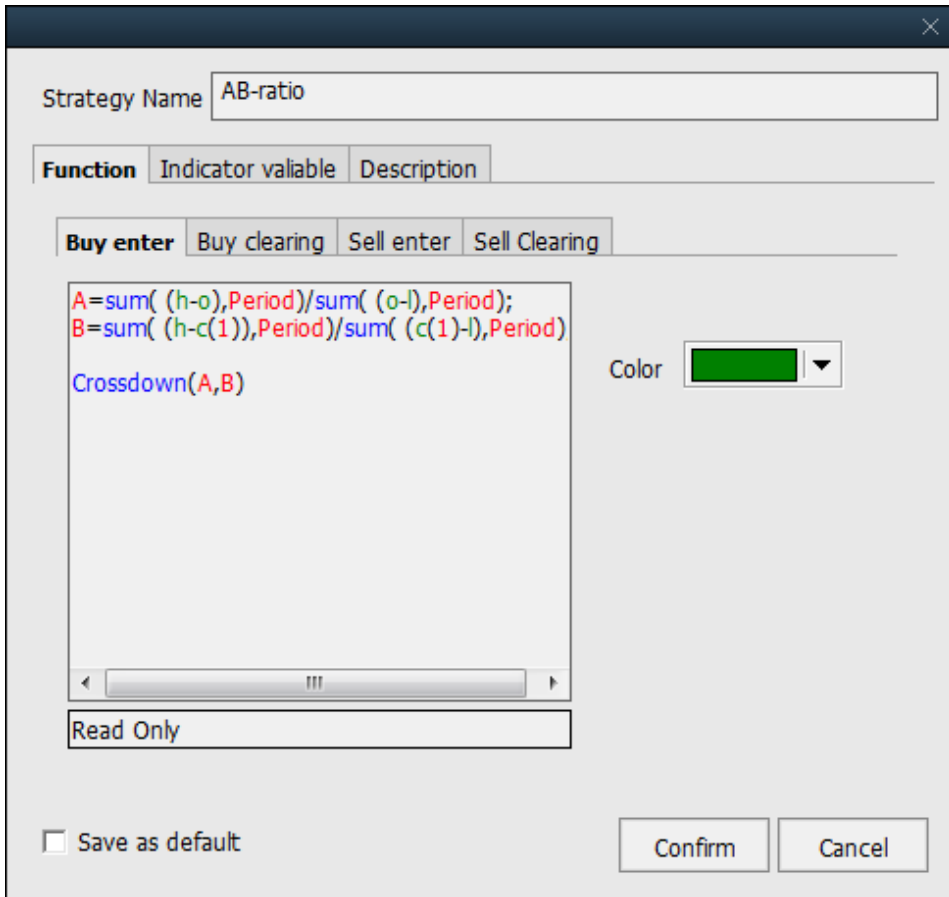 Strategy Name AB-ratio
Function Indicator valiable Description
Buy enter Buy clearing Sell enter Sell Clearing
A=sum( (h-o),Period)/sum( (o-l),Period);
B=sum( (h-c(1)),Period)/sum( (c(1)-l),Period)
Color
Crossdown(A,B)
Read Only
Save as default Confirm Cancel